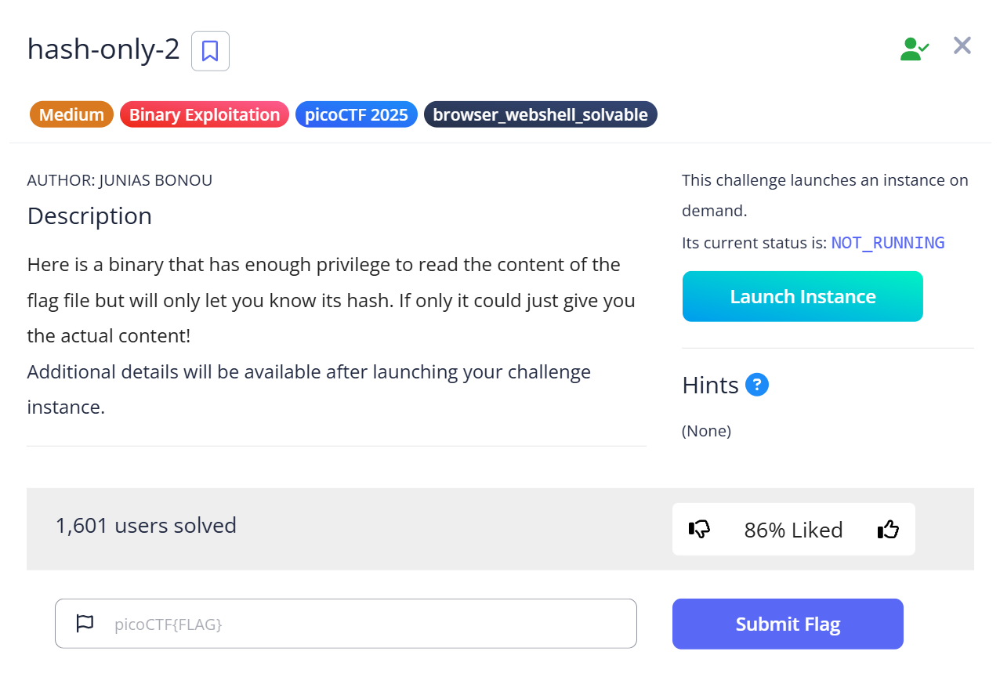 hash-only-2
Medium Binary Exploitation picoCTF 2025 browser_webshell_solvable
AUTHOR: JUNIAS BONOU
Description
Here is a binary that has enough privilege to read the content of the
flag file but will only let you know its hash. If only it could just give you
the actual content!
Additional details will be available after launching your challenge
instance.
This challenge launches an instance on
demand.
Its current status is: NOT_RUNNING
Launch Instance
Hints ?
(None)
1,601 users solved
86% Liked
picoCTF{FLAG}
Submit Flag